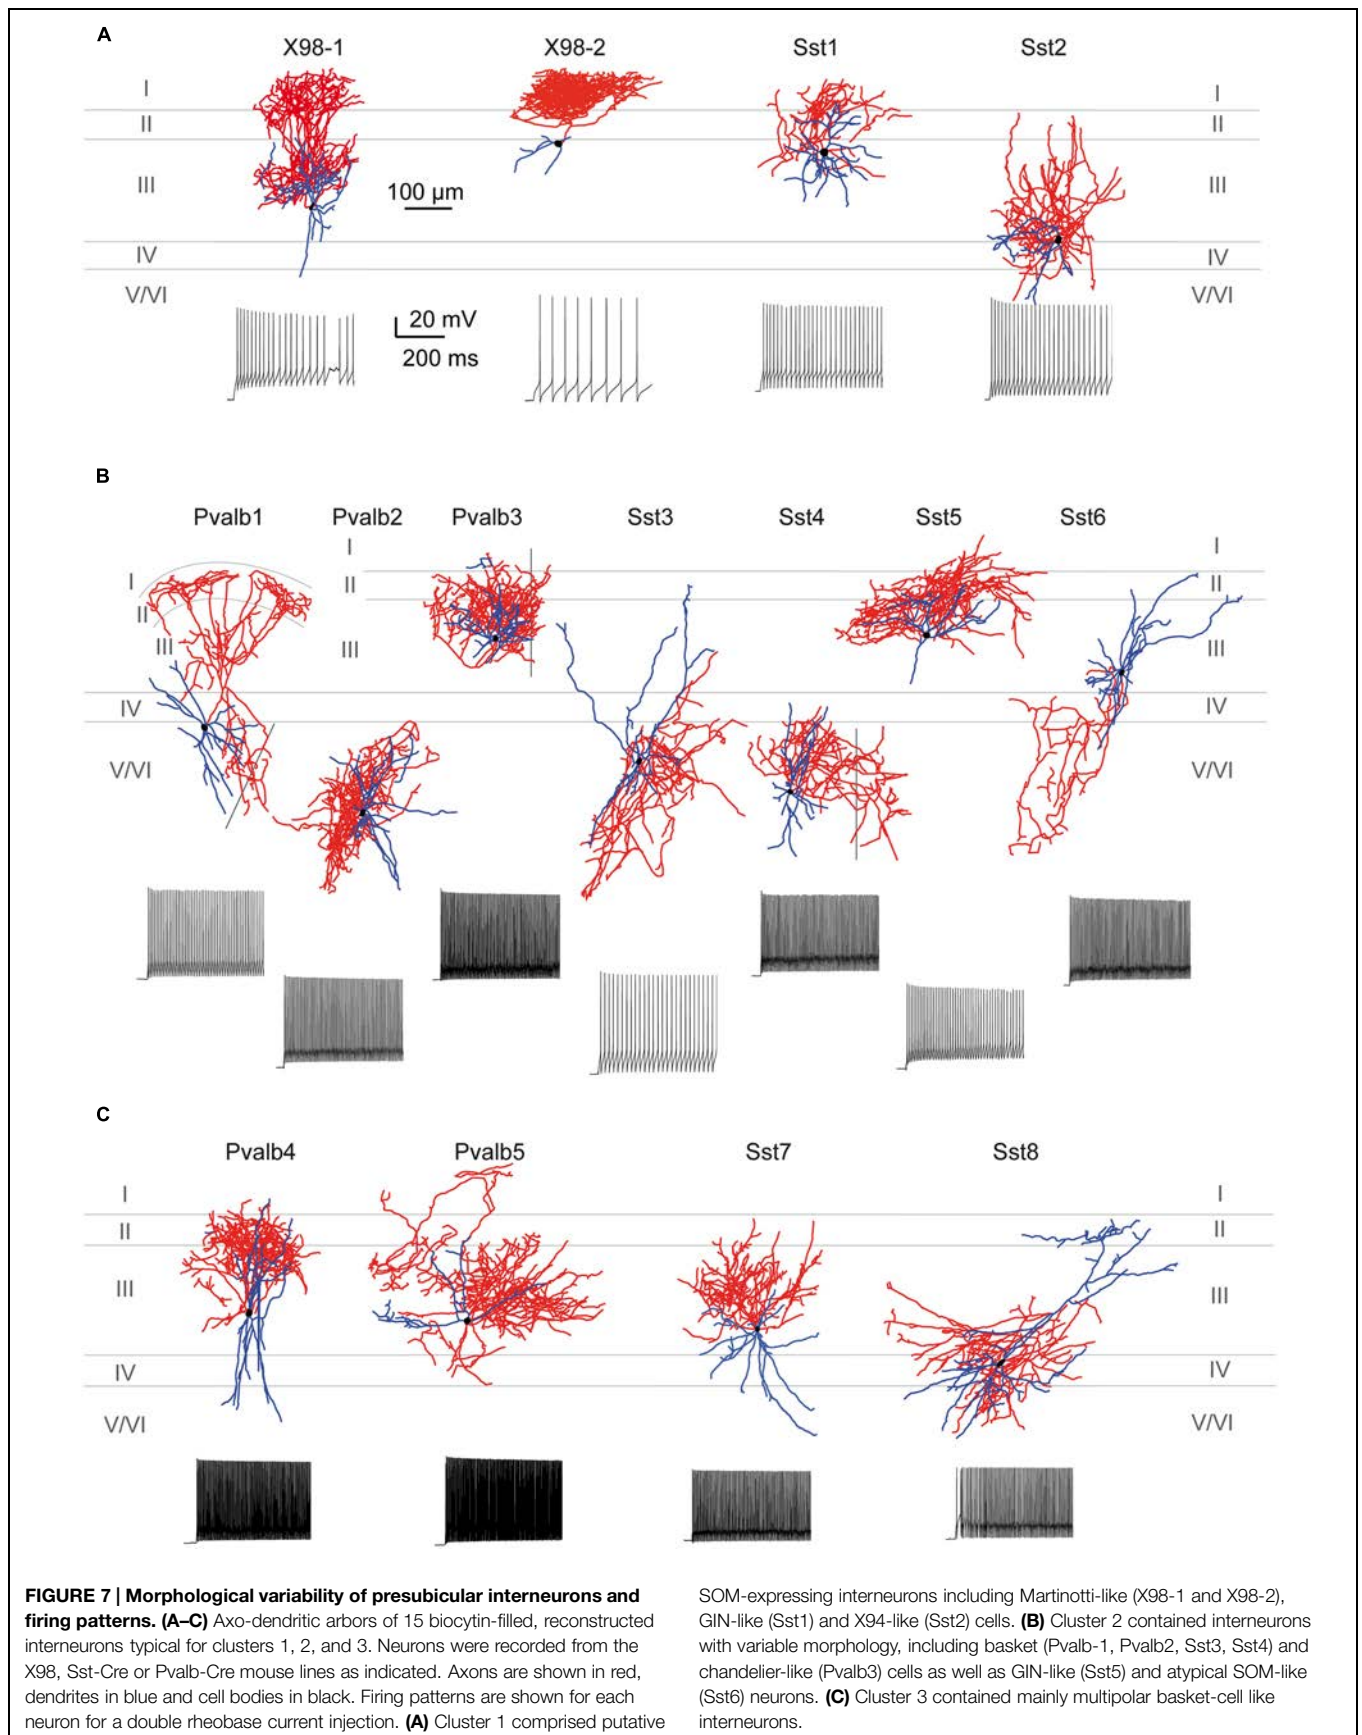 A
X98-1 X98-2 Sst1 Sst2
I I
II II
III III
100 µm
IV IV
V/VI V/VI
20 mV
200 ms
B
Pvalb1 Pvalb2 Pvalb3 Sst3 Sst4 Sst5 Sst6
I I
I II II
II
III III III
IV IV
V/VI V/VI
C
Pvalb4 Pvalb5 Sst7 Sst8
I I
II II
III III
IV IV
V/VI V/VI
FIGURE 7 | Morphological variability of presubicular interneurons and
firing patterns. (A–C) Axo-dendritic arbors of 15 biocytin-filled, reconstructed
interneurons typical for clusters 1, 2, and 3. Neurons were recorded from the
X98, Sst-Cre or Pvalb-Cre mouse lines as indicated. Axons are shown in red,
dendrites in blue and cell bodies in black. Firing patterns are shown for each
neuron for a double rheobase current injection. (A) Cluster 1 comprised putative
SOM-expressing interneurons including Martinotti-like (X98-1 and X98-2),
GIN-like (Sst1) and X94-like (Sst2) cells. (B) Cluster 2 contained interneurons
with variable morphology, including basket (Pvalb-1, Pvalb2, Sst3, Sst4) and
chandelier-like (Pvalb3) cells as well as GIN-like (Sst5) and atypical SOM-like
(Sst6) neurons. (C) Cluster 3 contained mainly multipolar basket-cell like
interneurons.